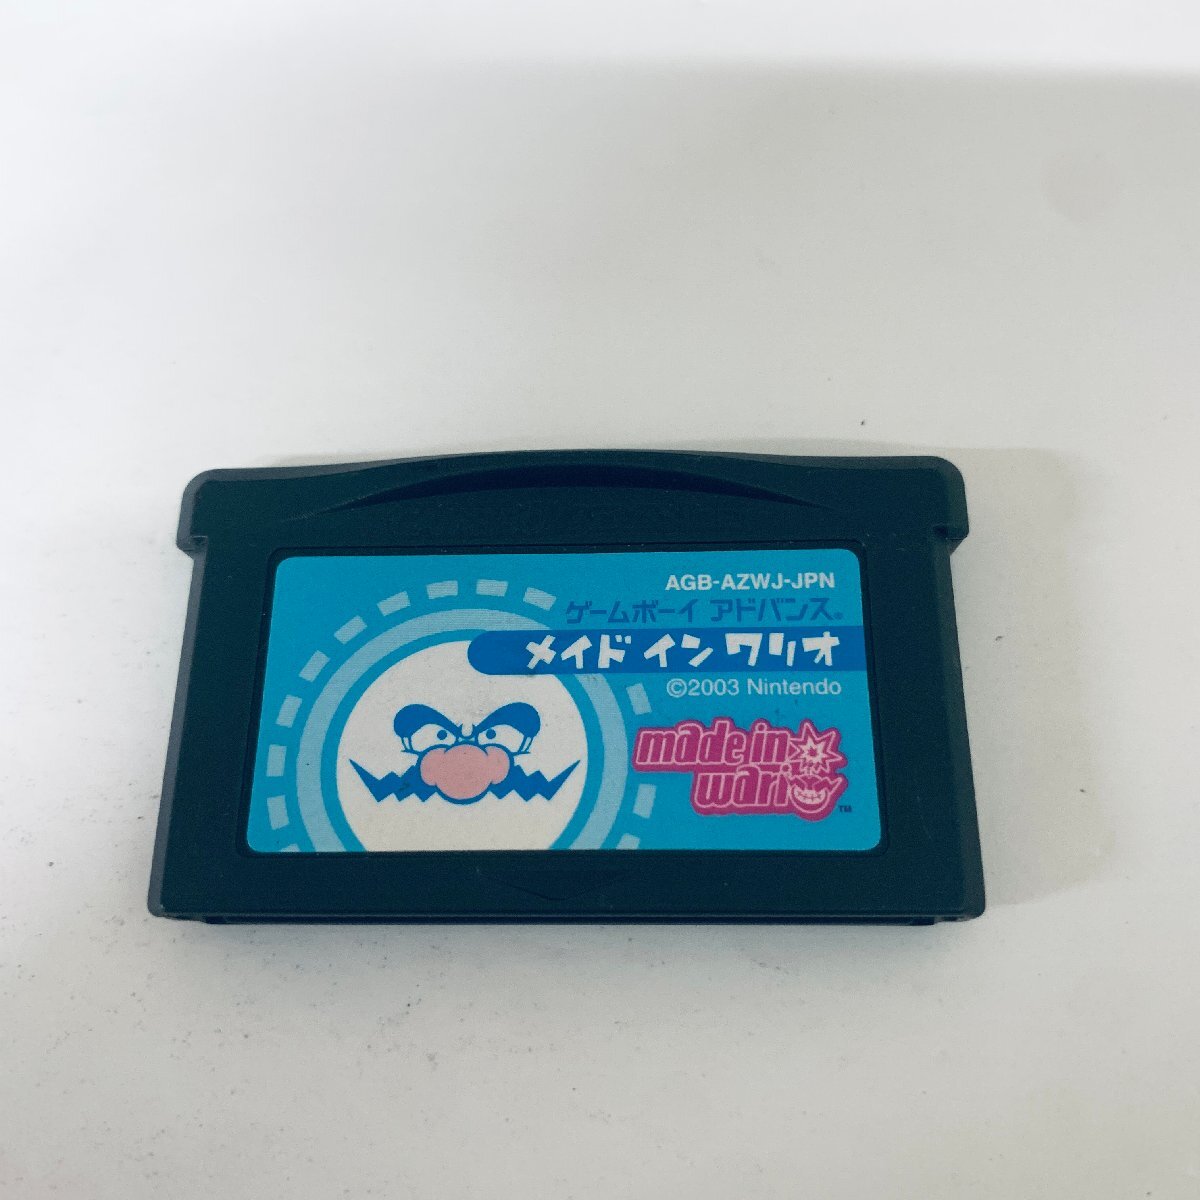 AGB-AZWJ-JPN
ゲームボーイ アドバンス®
メイド イン ワリオ
©2003 Nintendo
made in
wario™